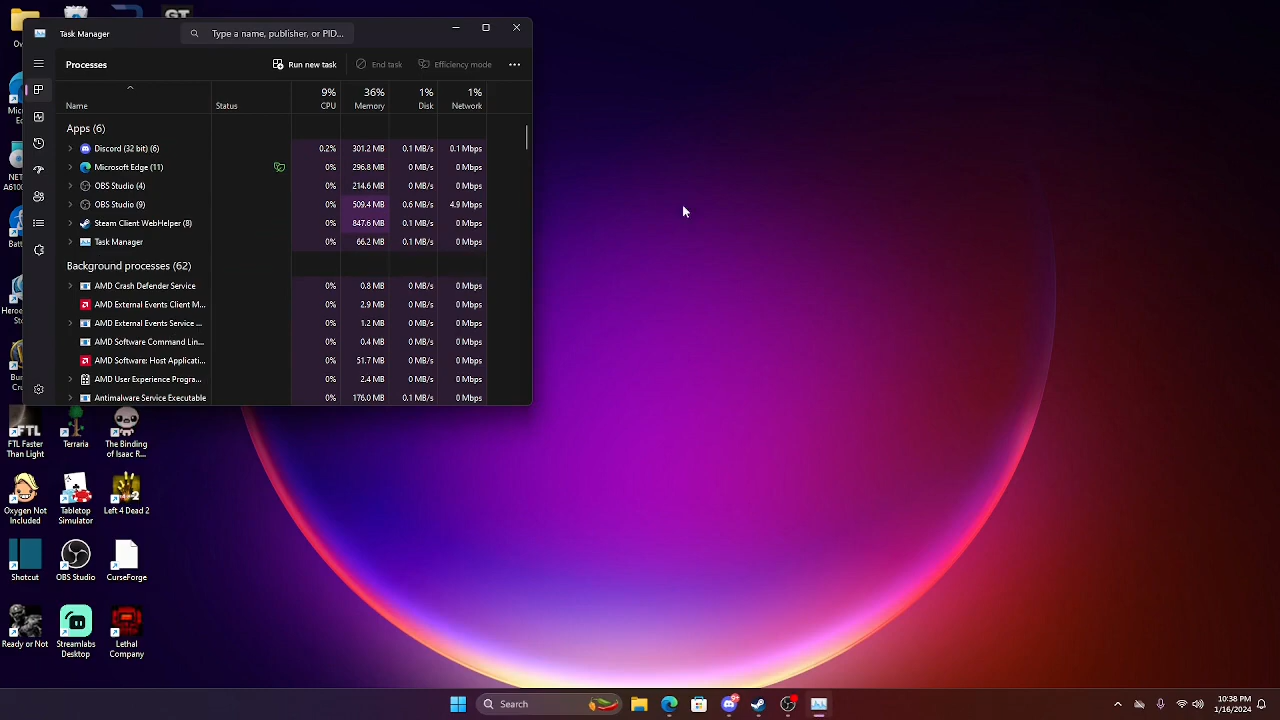 Task Manager
Type a name, publisher, or PID...
Processes
Run new task
End task
Efficiency mode
9% 36% 1% 1%
Name Status CPU Memory Disk Network
Apps (6)
Discord (32 bit) (6) 0.2% 301.2 MB 0.1 MB/s 0.1 Mbps
Microsoft Edge (11) 0% 296.8 MB 0 MB/s 0 Mbps
OBS Studio (4) 0% 214.6 MB 0 MB/s 0 Mbps
OBS Studio (9) 0% 509.4 MB 0.6 MB/s 4.9 Mbps
Steam Client WebHelper (8) 0% 847.6 MB 0.1 MB/s 0 Mbps
Task Manager 0% 66.2 MB 0.1 MB/s 0 Mbps
Background processes (62)
AMD Crash Defender Service 0% 0.8 MB 0 MB/s 0 Mbps
AMD External Events Client M... 0% 2.9 MB 0 MB/s 0 Mbps
AMD External Events Service ... 0% 1.2 MB 0 MB/s 0 Mbps
AMD Software Command Lin... 0% 0.4 MB 0 MB/s 0 Mbps
AMD Software: Host Applicati... 0% 51.7 MB 0 MB/s 0 Mbps
AMD User Experience Progra... 0% 2.4 MB 0 MB/s 0 Mbps
Antimalware Service Executable 0% 176.0 MB 0.1 MB/s 0 Mbps
GT
FTL
FTL Faster
Than Light
Terraria
The Binding
of Isaac R...
Oxygen Not
Included
Tabletop
Simulator
2
Left 4 Dead 2
Shotcut
OBS Studio
CurseForge
Ready or Not
Streamlabs
Desktop
Lethal
Company
Search
9+
10:38 PM
1/16/2024